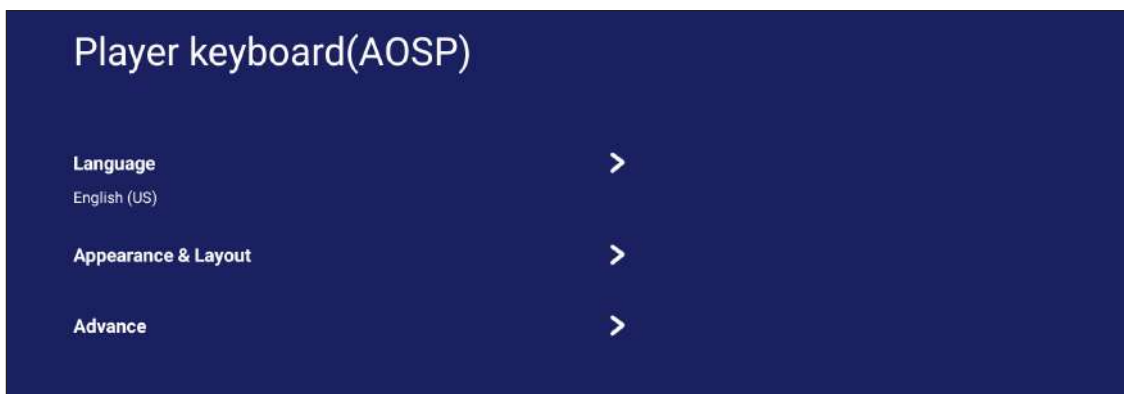 Player keyboard(AOSP)
Language
English (US)
Appearance & Layout
Advance